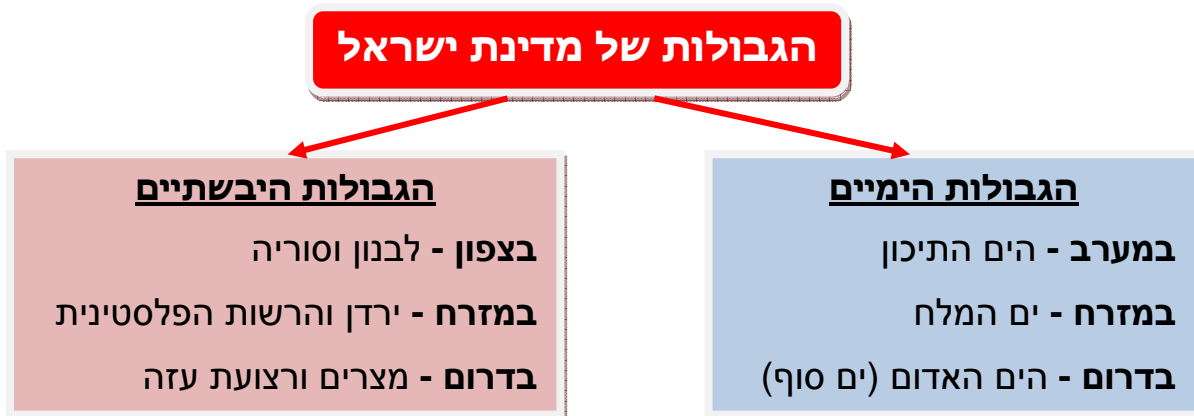 הגבולות של מדינת ישראל
הגבולות הימיים
במערב - הים התיכון
במזרח - ים המלח
בדרום - הים האדום (ים סוף)
הגבולות היבשתיים
בצפון - לבנון וסוריה
במזרח - ירדן והרשות הפלסטינית
בדרום - מצרים ורצועת עזה